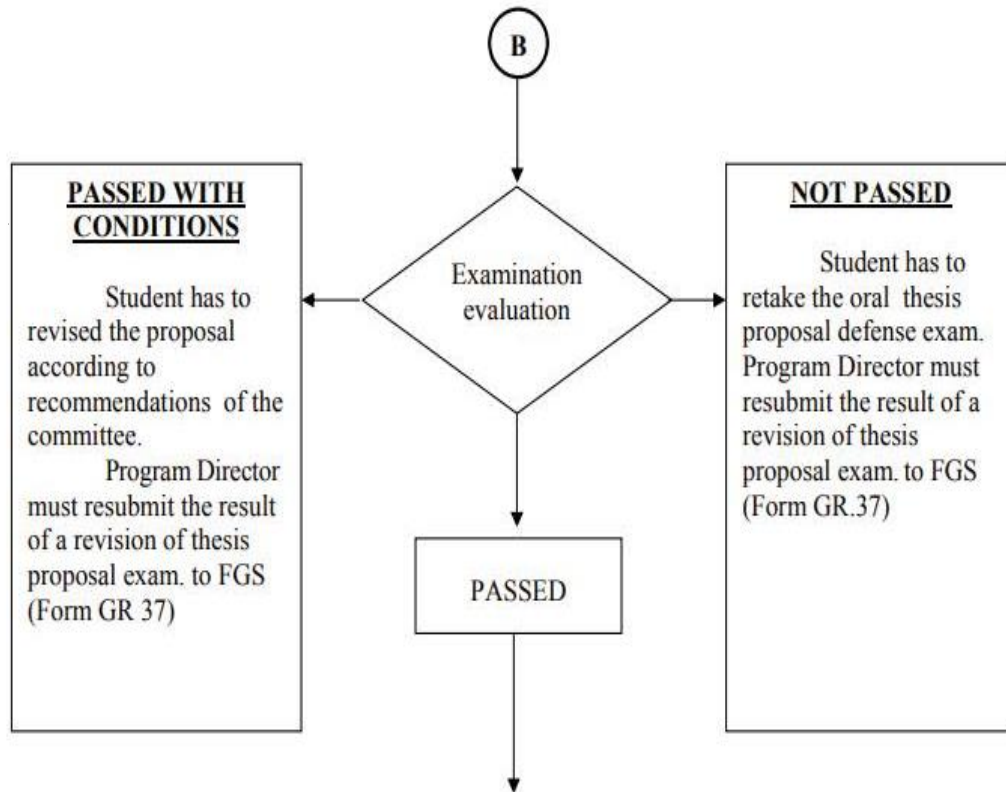 B
PASSED WITH
CONDITIONS
Student has to
revised the proposal
according to
recommendations of the
committee.
Program Director
must resubmit the result
of a revision of thesis
proposal exam. to FGS
(Form GR 37)
Examination
evaluation
NOT PASSED
Student has to
retake the oral thesis
proposal defense exam.
Program Director must
resubmit the result of a
revision of thesis
proposal exam. to FGS
(Form GR.37)
PASSED